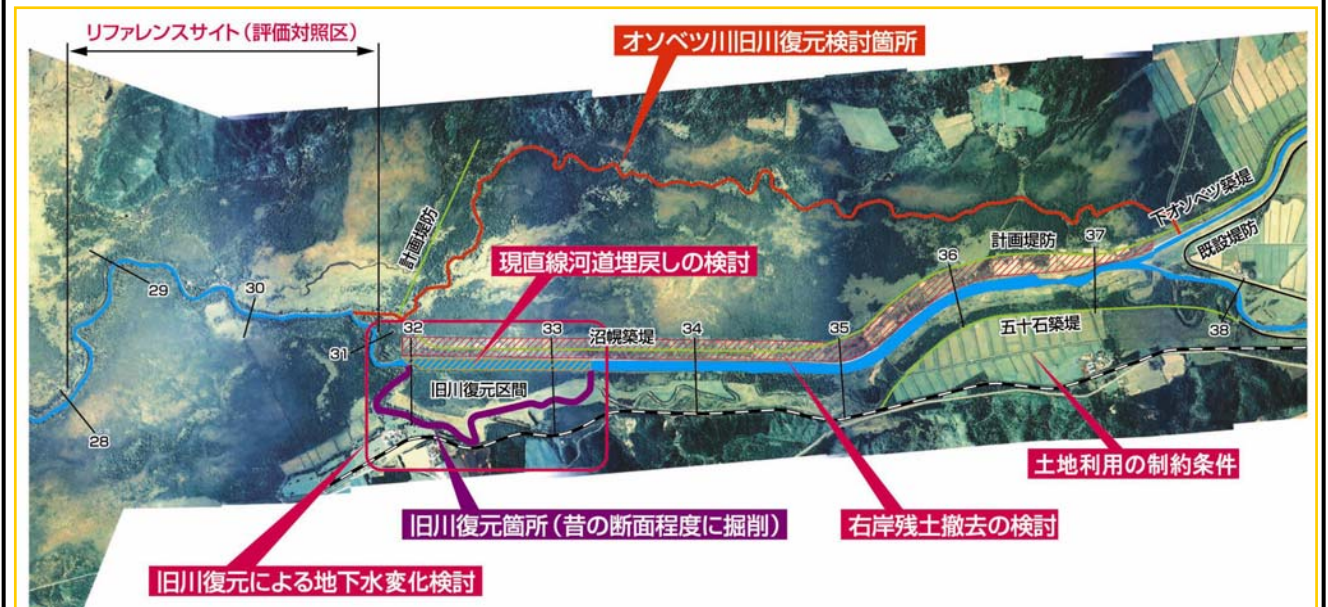 リファレンスサイト（評価対照区）
オソベツ川旧川復元検討箇所
計画堤防
下オソベツ築堤
既設堤防
現直線河道埋戻しの検討
計画堤防
37
36
29
30
38
31
32
33
沼幌築堤
34
35
五十石築堤
旧川復元区間
28
土地利用の制約条件
旧川復元箇所（昔の断面程度に掘削）
右岸残土撤去の検討
旧川復元による地下水変化検討